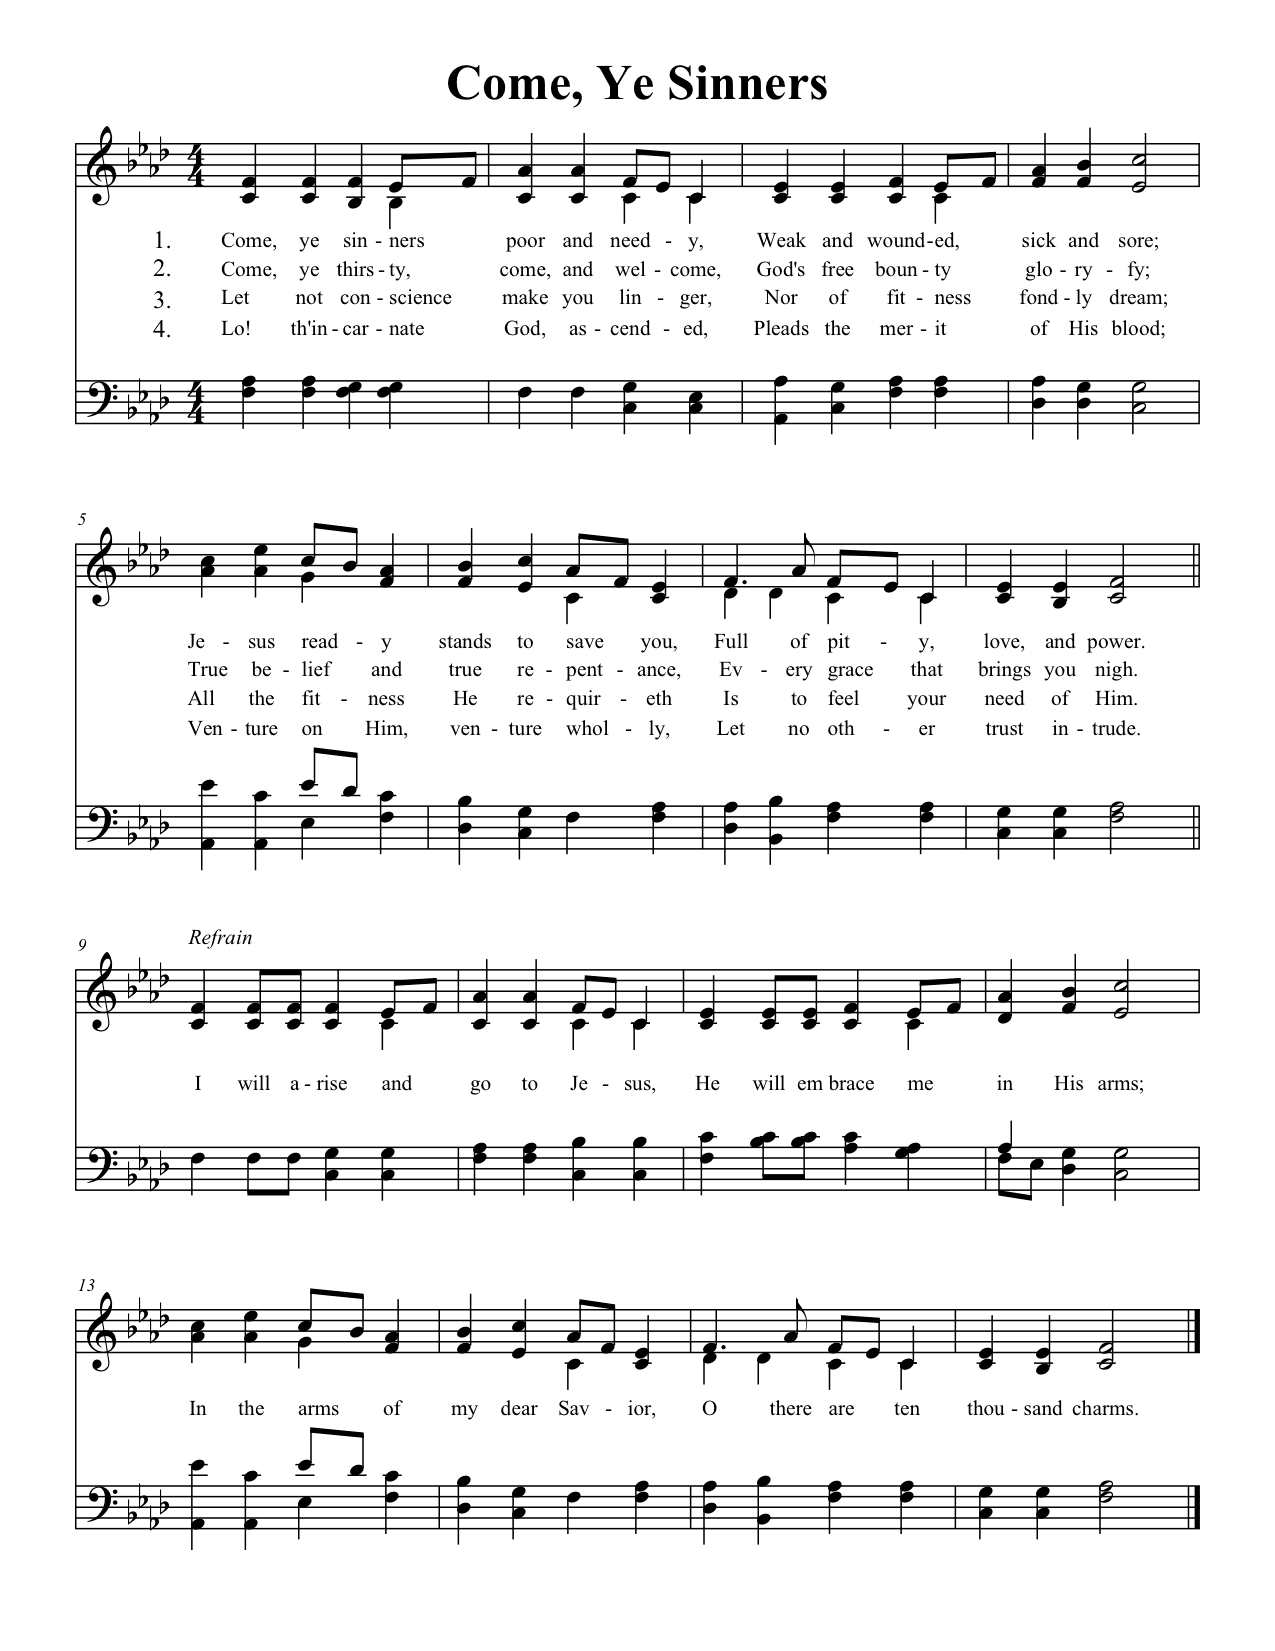 Come, Ye Sinners
4
4
1. Come, ye sin - ners poor and need - y, Weak and wound-ed, sick and sore;
2. Come, ye thirs - ty, come, and wel - come, God's free boun - ty glo - ry - fy;
3. Let not con - science make you lin - ger, Nor of fit - ness fond - ly dream;
4. Lo! th'in - car - nate God, as - cend - ed, Pleads the mer - it of His blood;
4
4
5
Je - sus read - y stands to save you, Full of pit - y, love, and power.
True be - lief and true re - pent - ance, Ev - ery grace that brings you nigh.
All the fit - ness He re - quir - eth Is to feel your need of Him.
Ven - ture on Him, ven - ture whol - ly, Let no oth - er trust in - trude.
9 Refrain
I will a - rise and go to Je - sus, He will em brace me in His arms;
13
In the arms of my dear Sav - ior, O there are ten thou - sand charms.